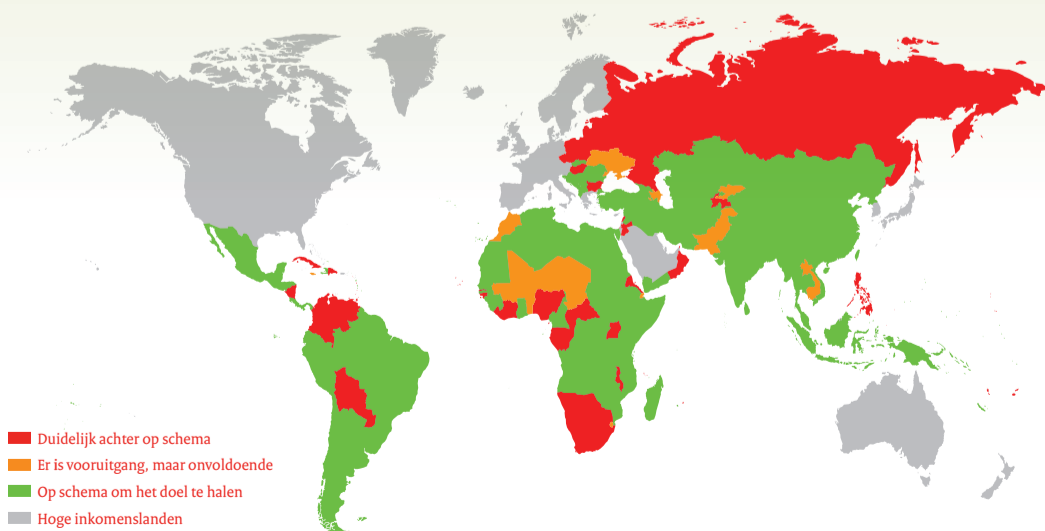 Duidelijk achter op schema
Er is vooruitgang, maar onvoldoende
Op schema om het doel te halen
Hoge inkomenslanden